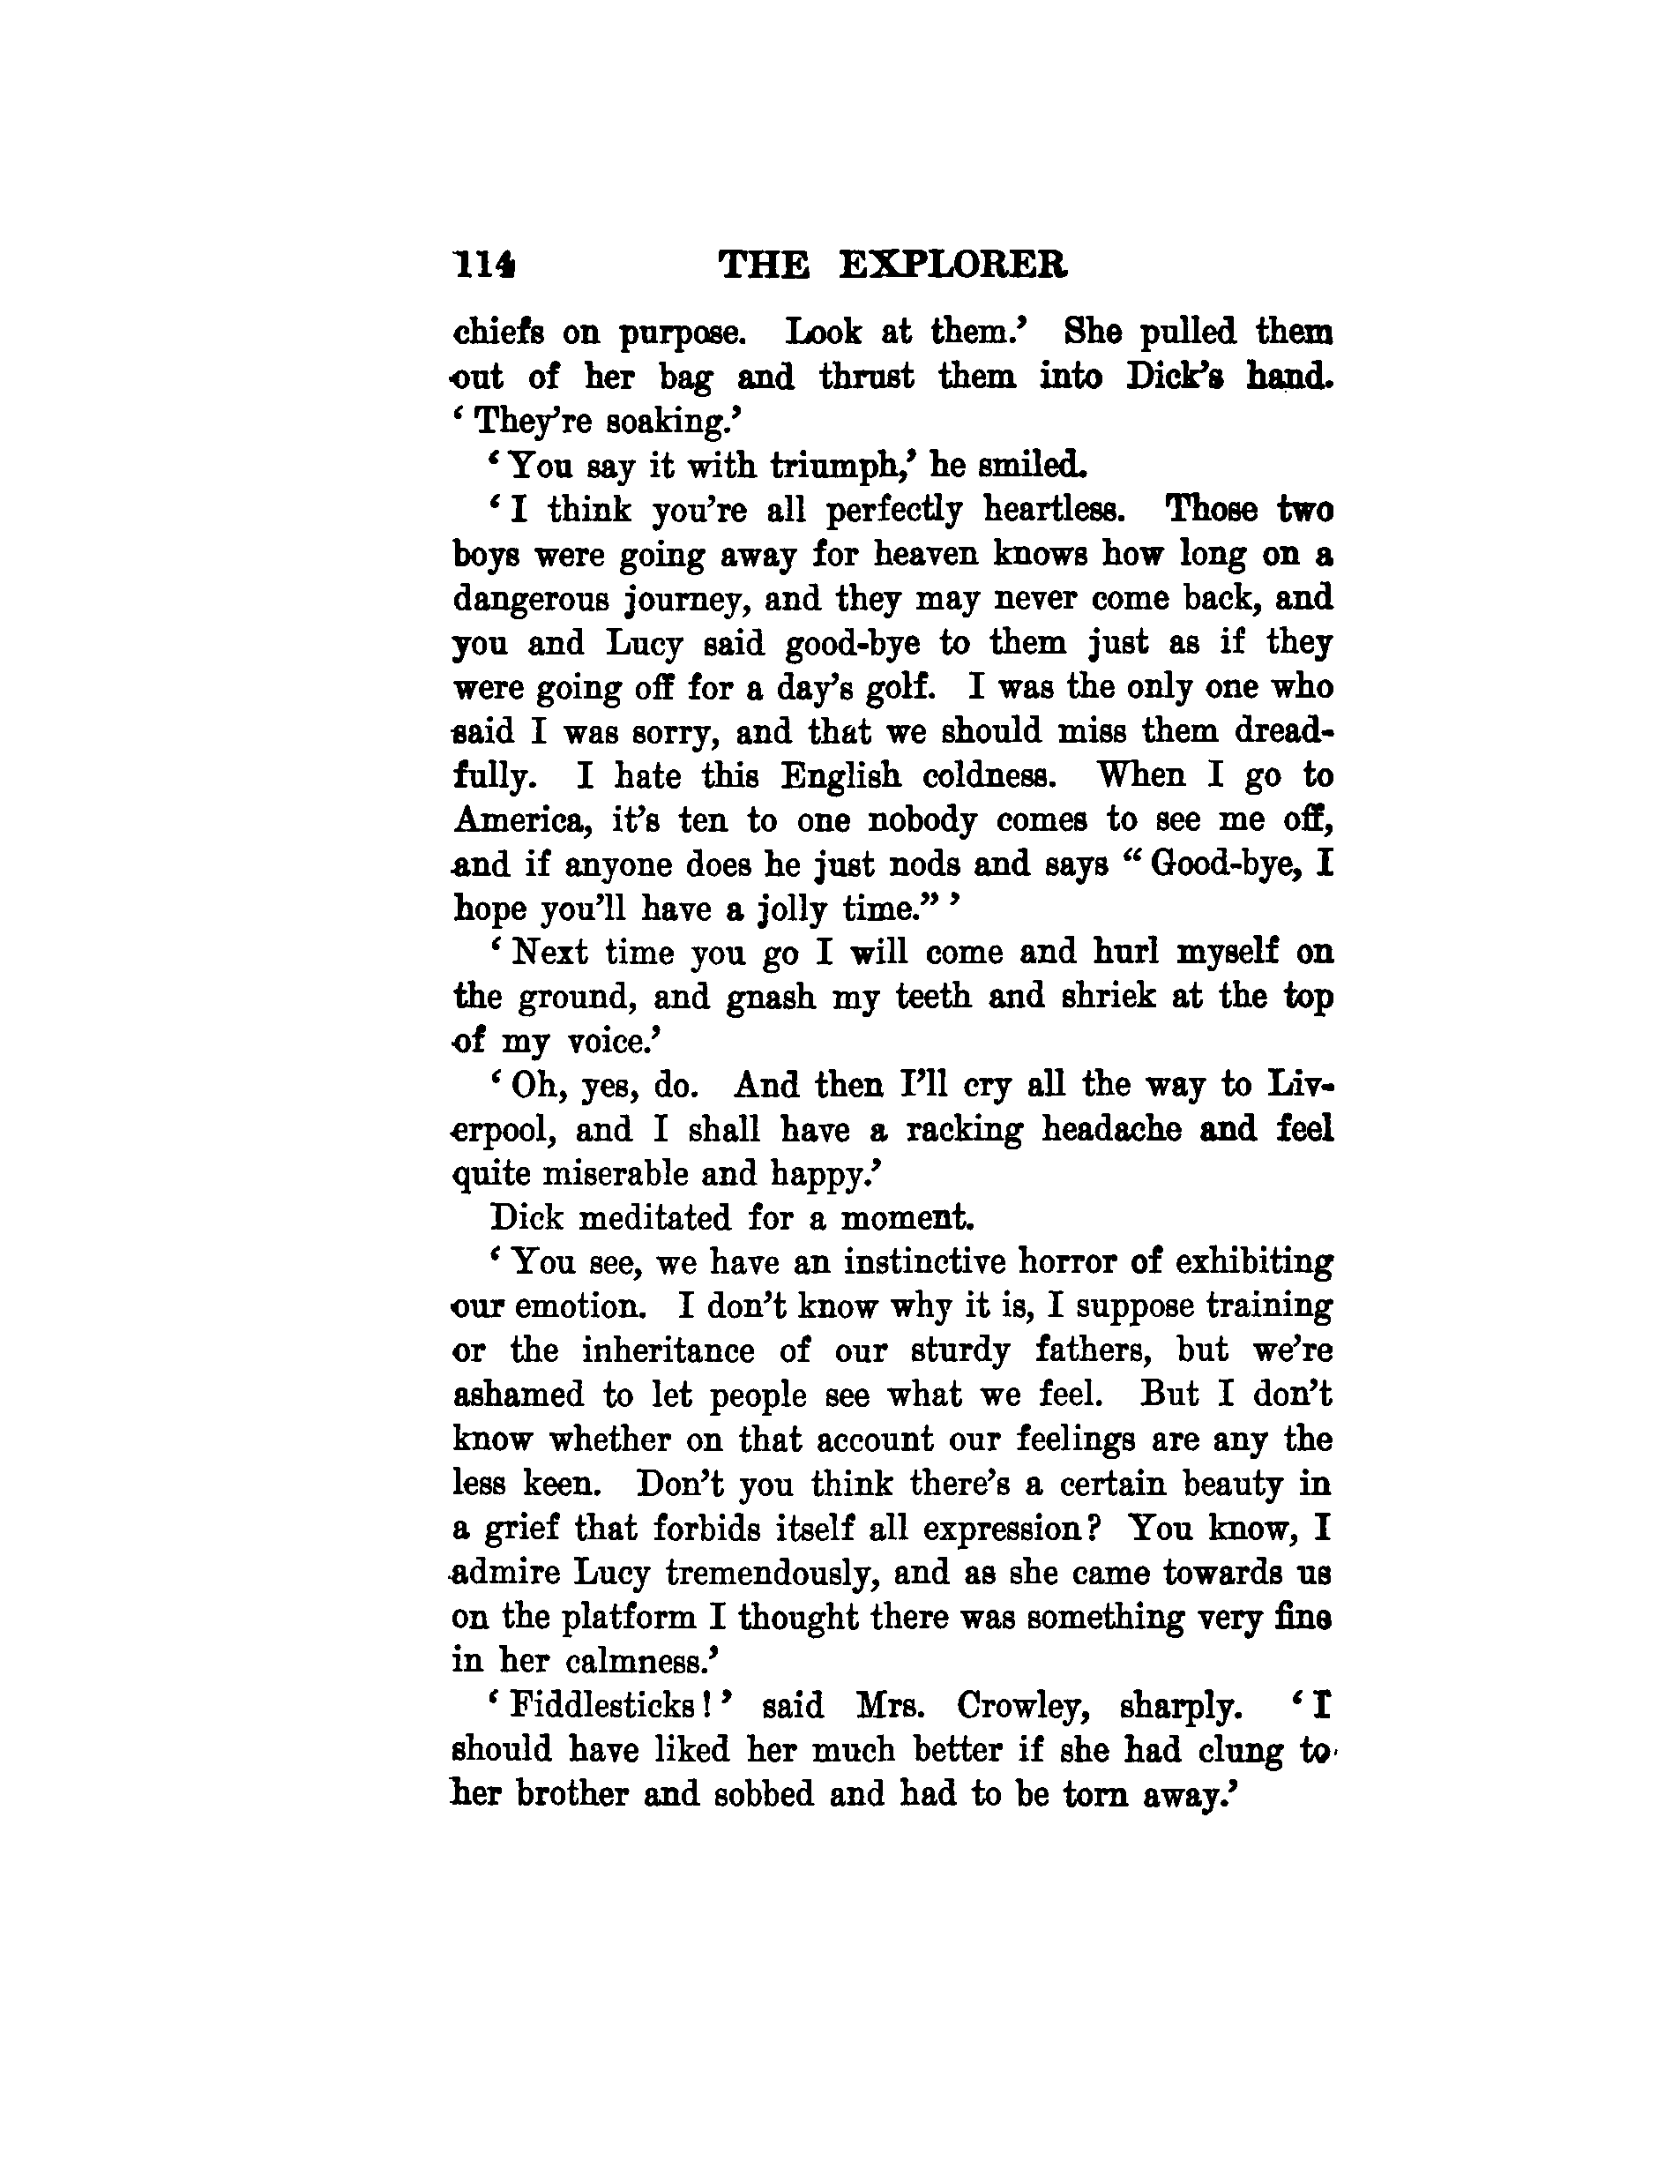 114 THE EXPLORER
chiefs on purpose. Look at them.’ She pulled them
out of her bag and thrust them into Dick’s hand.
‘They’re soaking.’
‘You say it with triumph,’ he smiled.
‘I think you’re all perfectly heartless. Those two
boys were going away for heaven knows how long on a
dangerous journey, and they may never come back, and
you and Lucy said good-bye to them just as if they
were going off for a day’s golf. I was the only one who
said I was sorry, and that we should miss them dread-
fully. I hate this English coldness. When I go to
America, it’s ten to one nobody comes to see me off,
and if anyone does he just nods and says “Good-bye, I
hope you’ll have a jolly time.”’
‘Next time you go I will come and hurl myself on
the ground, and gnash my teeth and shriek at the top
of my voice.’
‘Oh, yes, do. And then I’ll cry all the way to Liv-
erpool, and I shall have a racking headache and feel
quite miserable and happy.’
Dick meditated for a moment.
‘You see, we have an instinctive horror of exhibiting
our emotion. I don’t know why it is, I suppose training
or the inheritance of our sturdy fathers, but we’re
ashamed to let people see what we feel. But I don’t
know whether on that account our feelings are any the
less keen. Don’t you think there’s a certain beauty in
a grief that forbids itself all expression? You know, I
admire Lucy tremendously, and as she came towards us
on the platform I thought there was something very fine
in her calmness.’
‘Fiddlesticks!’ said Mrs. Crowley, sharply. ‘I
should have liked her much better if she had clung to
her brother and sobbed and had to be torn away.’